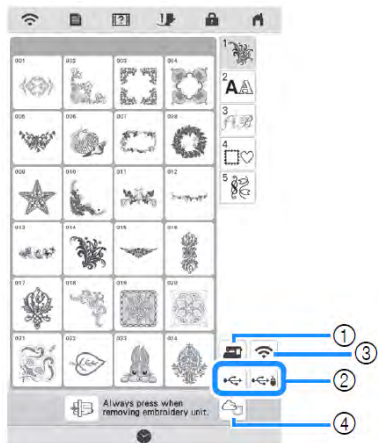 1
001 002 003 004
2 AA
005 006 007 008
3
4
009 010 011 012
5
013 014 015 016
017 018 019 020
①
③
②
021 022 023 024
④
Always press when
removing embroidery unit.